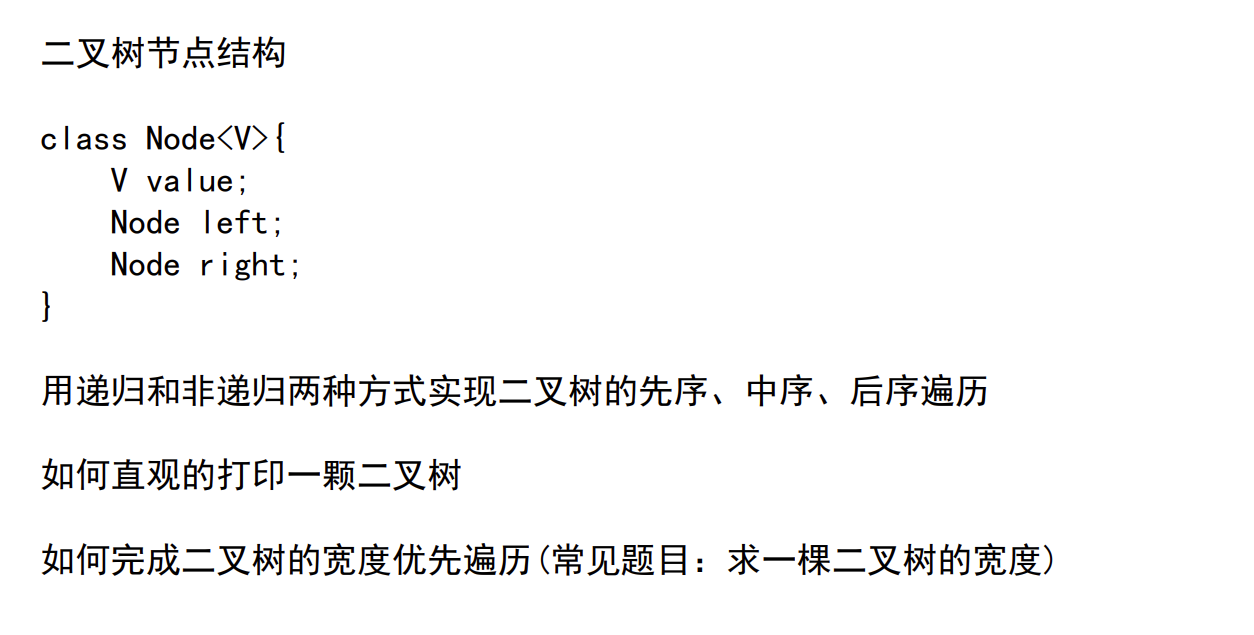 二叉树节点结构
class Node<V>{
    V value;
    Node left;
    Node right;
}
用递归和非递归两种方式实现二叉树的先序、中序、后序遍历
如何直观的打印一颗二叉树
如何完成二叉树的宽度优先遍历(常见题目：求一棵二叉树的宽度)